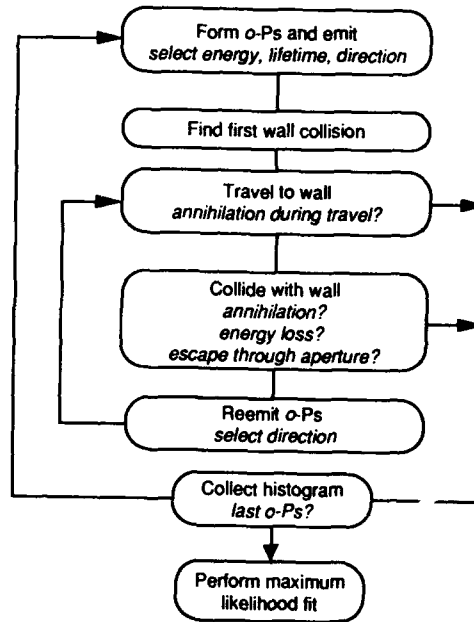 Form o-Ps and emit
select energy, lifetime, direction
Find first wall collision
Travel to wall
annihilation during travel?
Collide with wall
annihilation?
energy loss?
escape through aperture?
Reemit o-Ps
select direction
Collect histogram
last o-Ps?
Perform maximum
likelihood fit